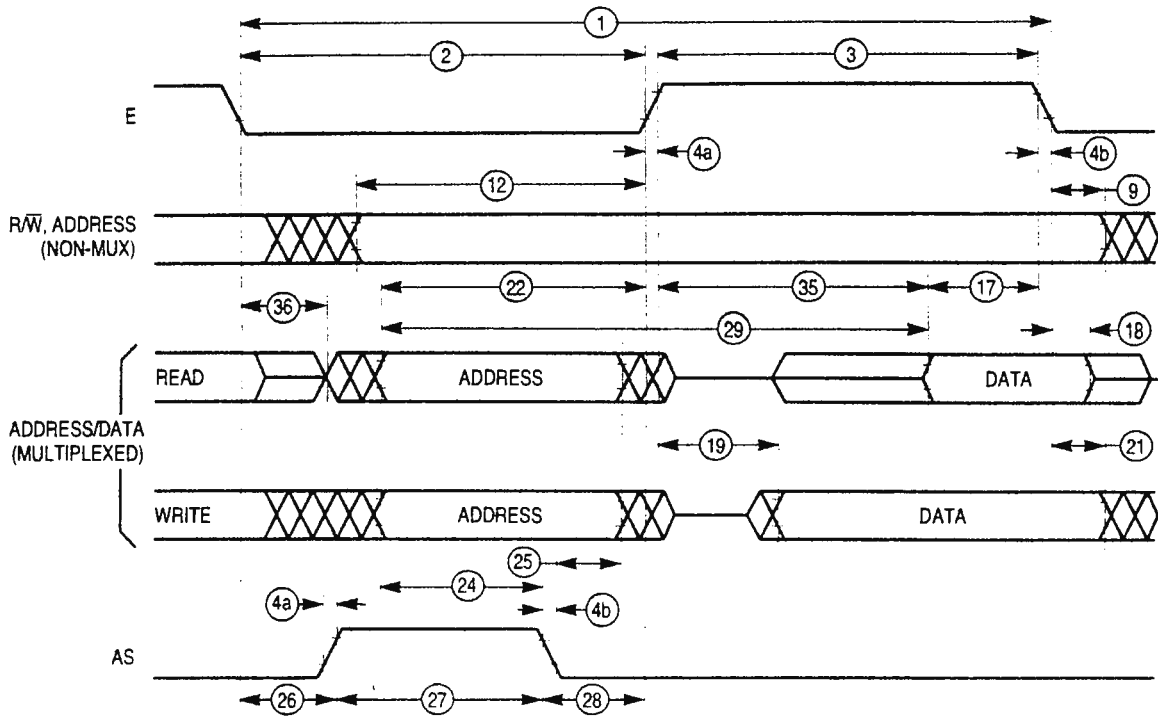 1
2
3
E
4a
4b
12
9
R/W̅, ADDRESS
(NON-MUX)
22
35
17
36
29
18
READ
ADDRESS
DATA
ADDRESS/DATA
(MULTIPLEXED)
19
21
WRITE
ADDRESS
DATA
25
24
4a
4b
AS
26
27
28